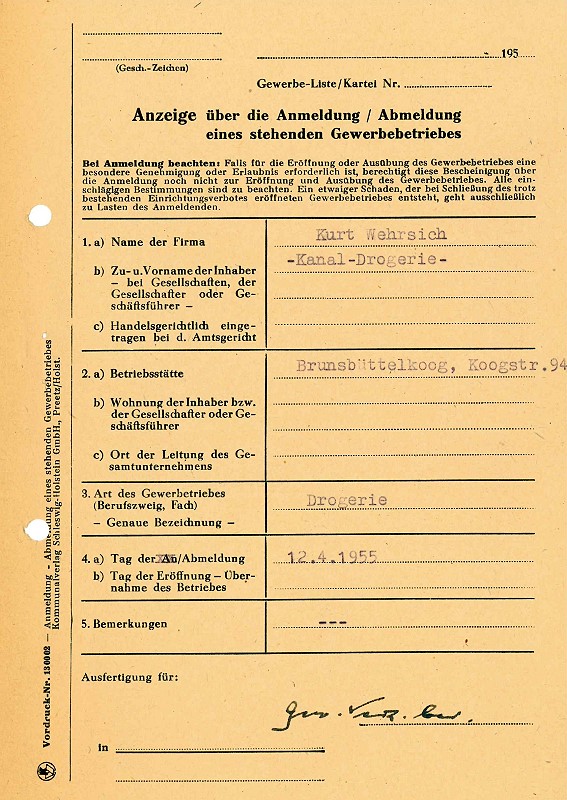 195
(Gesch.-Zeichen)
Gewerbe-Liste/Kartei Nr.
Anzeige über die Anmeldung / Abmeldung
eines stehenden Gewerbebetriebes
Bei Anmeldung beachten: Falls für die Eröffnung oder Ausübung des Gewerbebetriebes eine
besondere Genehmigung oder Erlaubnis erforderlich ist, berechtigt diese Bescheinigung über
die Anmeldung noch nicht zur Eröffnung und Ausübung des Gewerbebetriebes. Alle ein-
schlägigen Bestimmungen sind zu beachten. Ein etwaiger Schaden, der bei Schließung des trotz
bestehenden Einrichtungsverbotes eröffneten Gewerbebetriebes entsteht, geht ausschließlich
zu Lasten des Anmeldenden.
1. a) Name der Firma
Kurt Wehrsich
-Kanal-Drogerie-
b) Zu- u. Vorname der Inhaber
– bei Gesellschaften, der
Gesellschafter oder Ge-
schäftsführer –
c) Handelsgerichtlich einge-
tragen bei d. Amtsgericht
2. a) Betriebsstätte
Brunsbüttelkoog, Koogstr.94
b) Wohnung der Inhaber bzw.
der Gesellschafter oder Ge-
schäftsführer
c) Ort der Leitung des Ge-
samtunternehmens
3. Art des Gewerbebetriebes
(Berufszweig, Fach)
– Genaue Bezeichnung –
Drogerie
4. a) Tag der An/Abmeldung
12.4.1955
b) Tag der Eröffnung – Über-
nahme des Betriebes
5. Bemerkungen
---
Ausfertigung für:
in
Vordruck-Nr. 130002 — Anmeldung - Abmeldung eines stehenden Gewerbebetriebes
Kommunalverlag Schleswig-Holstein GmbH., Preetz/Holst.